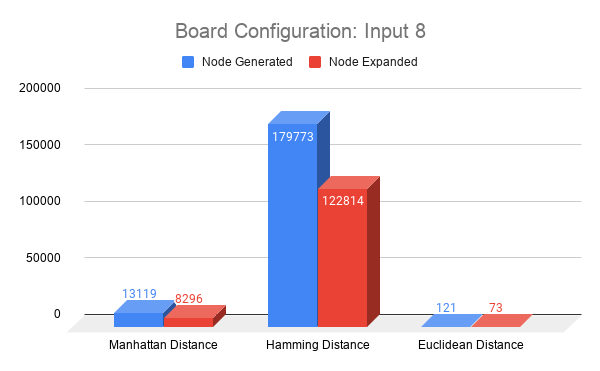 Board Configuration: Input 8
Node Generated
Node Expanded
200000
150000
100000
50000
0
179773
122814
13119
8296
121
73
Manhattan Distance
Hamming Distance
Euclidean Distance